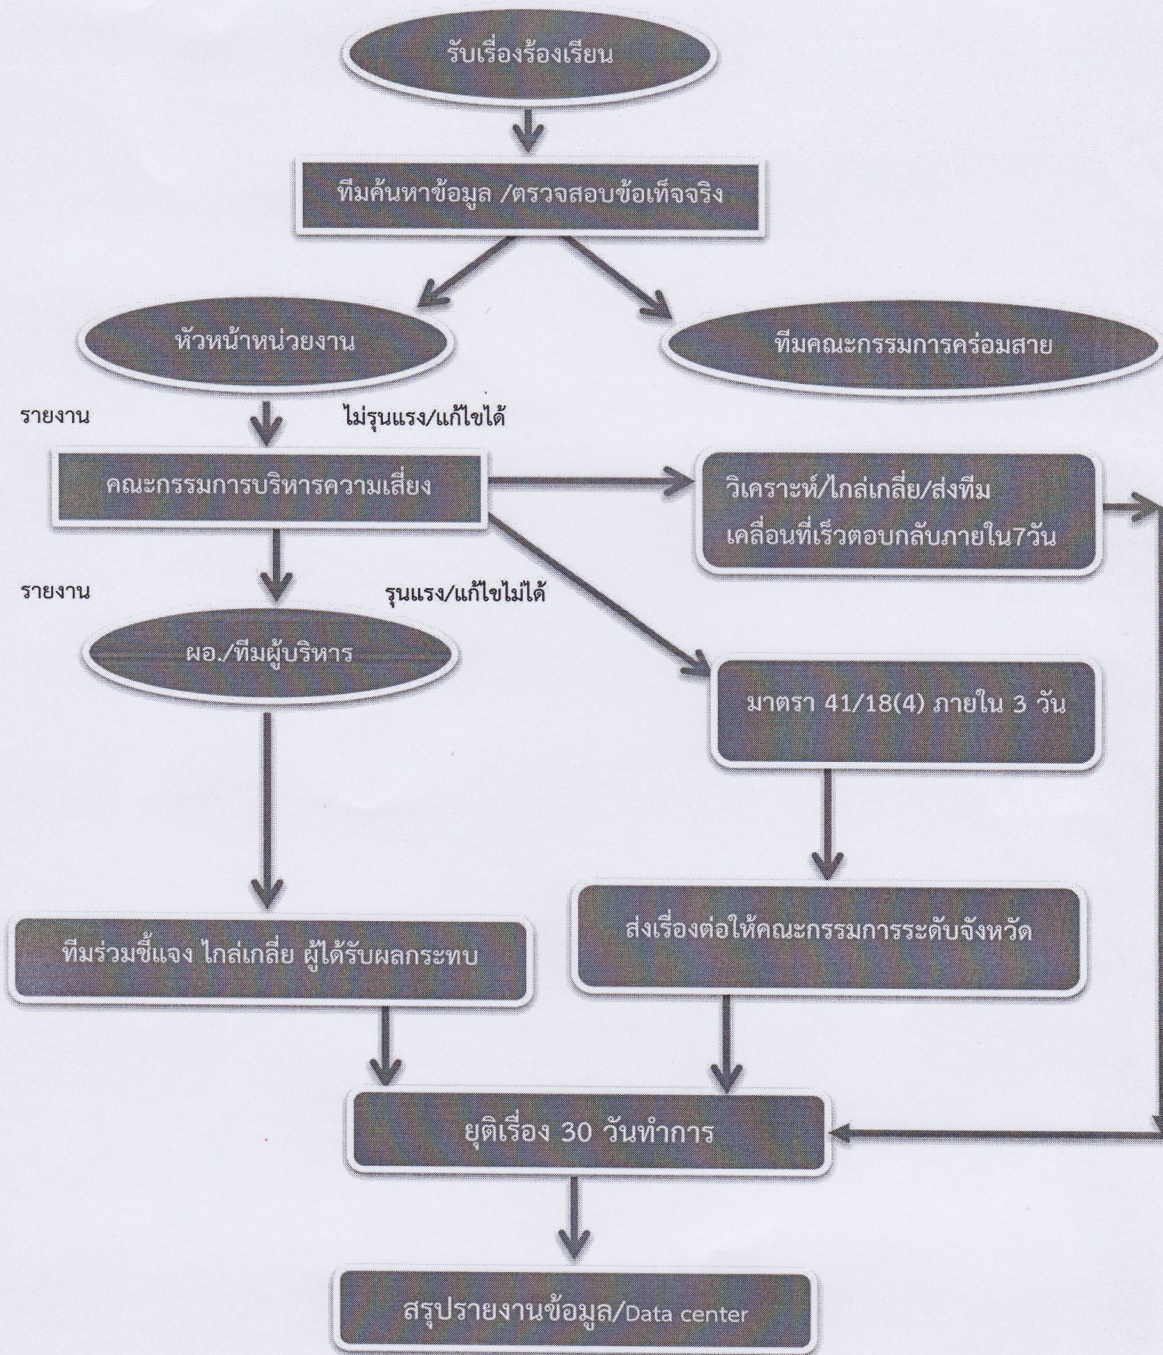 รับเรื่องร้องเรียน
ทีมค้นหาข้อมูล /ตรวจสอบข้อเท็จจริง
หัวหน้าหน่วยงาน
ทีมคณะกรรมการคร่อมสาย
รายงาน
ไม่รุนแรง/แก้ไขได้
คณะกรรมการบริหารความเสี่ยง
วิเคราะห์/ไกล่เกลี่ย/ส่งทีม
เคลื่อนที่เร็วตอบกลับภายใน7วัน
รายงาน
รุนแรง/แก้ไขไม่ได้
ผอ./ทีมผู้บริหาร
มาตรา 41/18(4) ภายใน 3 วัน
ทีมร่วมชี้แจง ไกล่เกลี่ย ผู้ได้รับผลกระทบ
ส่งเรื่องต่อให้คณะกรรมการระดับจังหวัด
ยุติเรื่อง 30 วันทำการ
สรุปรายงานข้อมูล/Data center